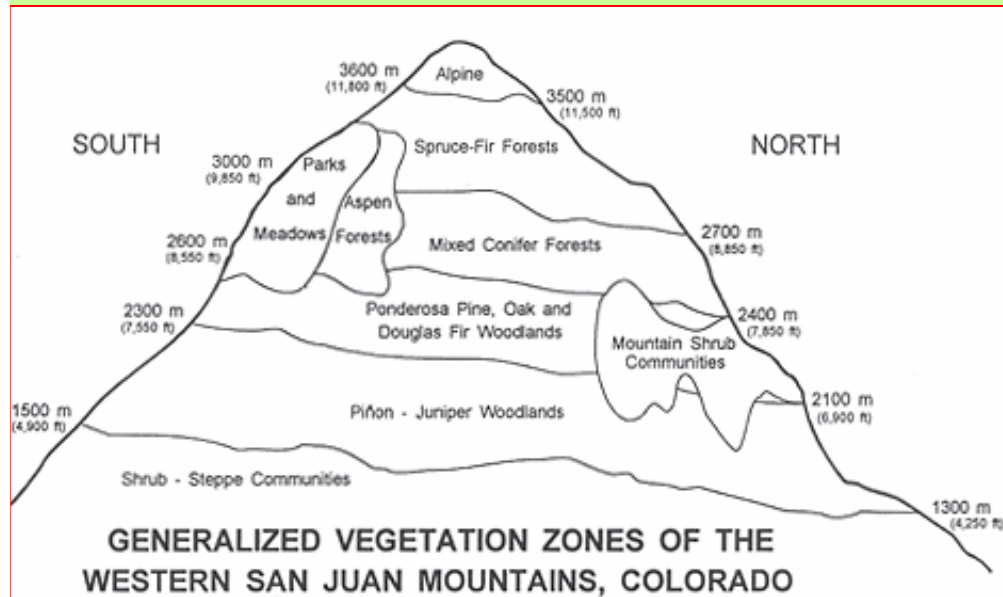 3600 m
(11,800 ft)
Alpine
3500 m
(11,500 ft)
SOUTH
NORTH
Spruce-Fir Forests
3000 m
(9,850 ft)
Parks
and
Meadows
Aspen
Forests
2600 m
(8,550 ft)
2700 m
(8,850 ft)
Mixed Conifer Forests
2300 m
(7,550 ft)
Ponderosa Pine, Oak and
Douglas Fir Woodlands
2400 m
(7,850 ft)
Mountain Shrub
Communities
2100 m
(6,900 ft)
1500 m
(4,900 ft)
Piñon - Juniper Woodlands
Shrub - Steppe Communities
1300 m
(4,250 ft)
GENERALIZED VEGETATION ZONES OF THE
WESTERN SAN JUAN MOUNTAINS, COLORADO